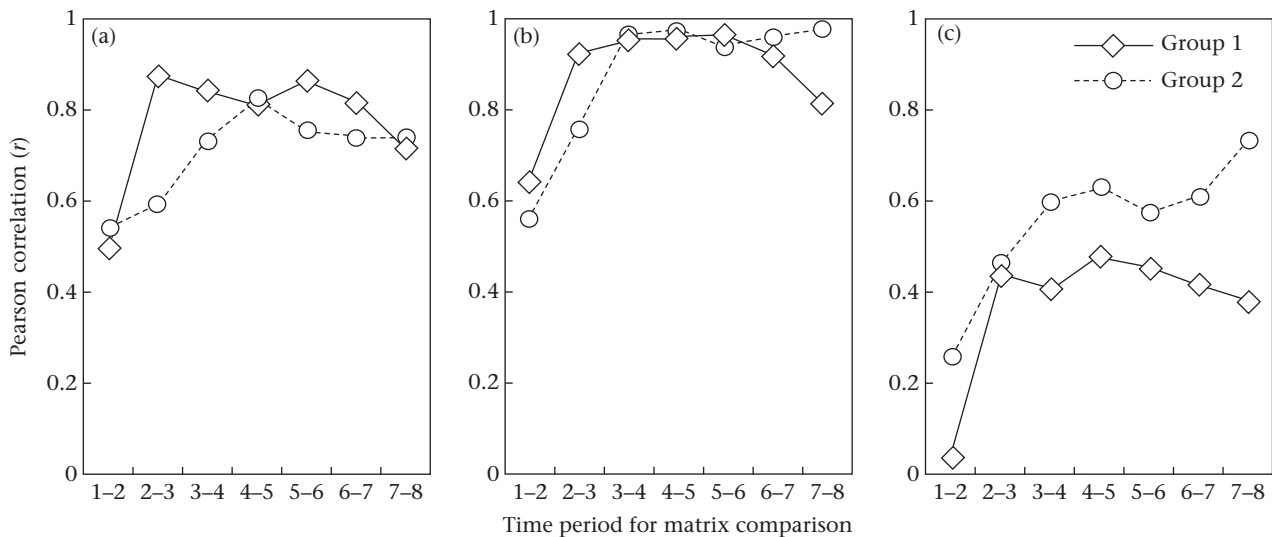 (a)
(b)
(c)
Group 1
Group 2
Pearson correlation (r)
1
0.8
0.6
0.4
0.2
0
1–2 2–3 3–4 4–5 5–6 6–7 7–8
1
0.8
0.6
0.4
0.2
0
1–2 2–3 3–4 4–5 5–6 6–7 7–8
1
0.8
0.6
0.4
0.2
0
1–2 2–3 3–4 4–5 5–6 6–7 7–8
Time period for matrix comparison